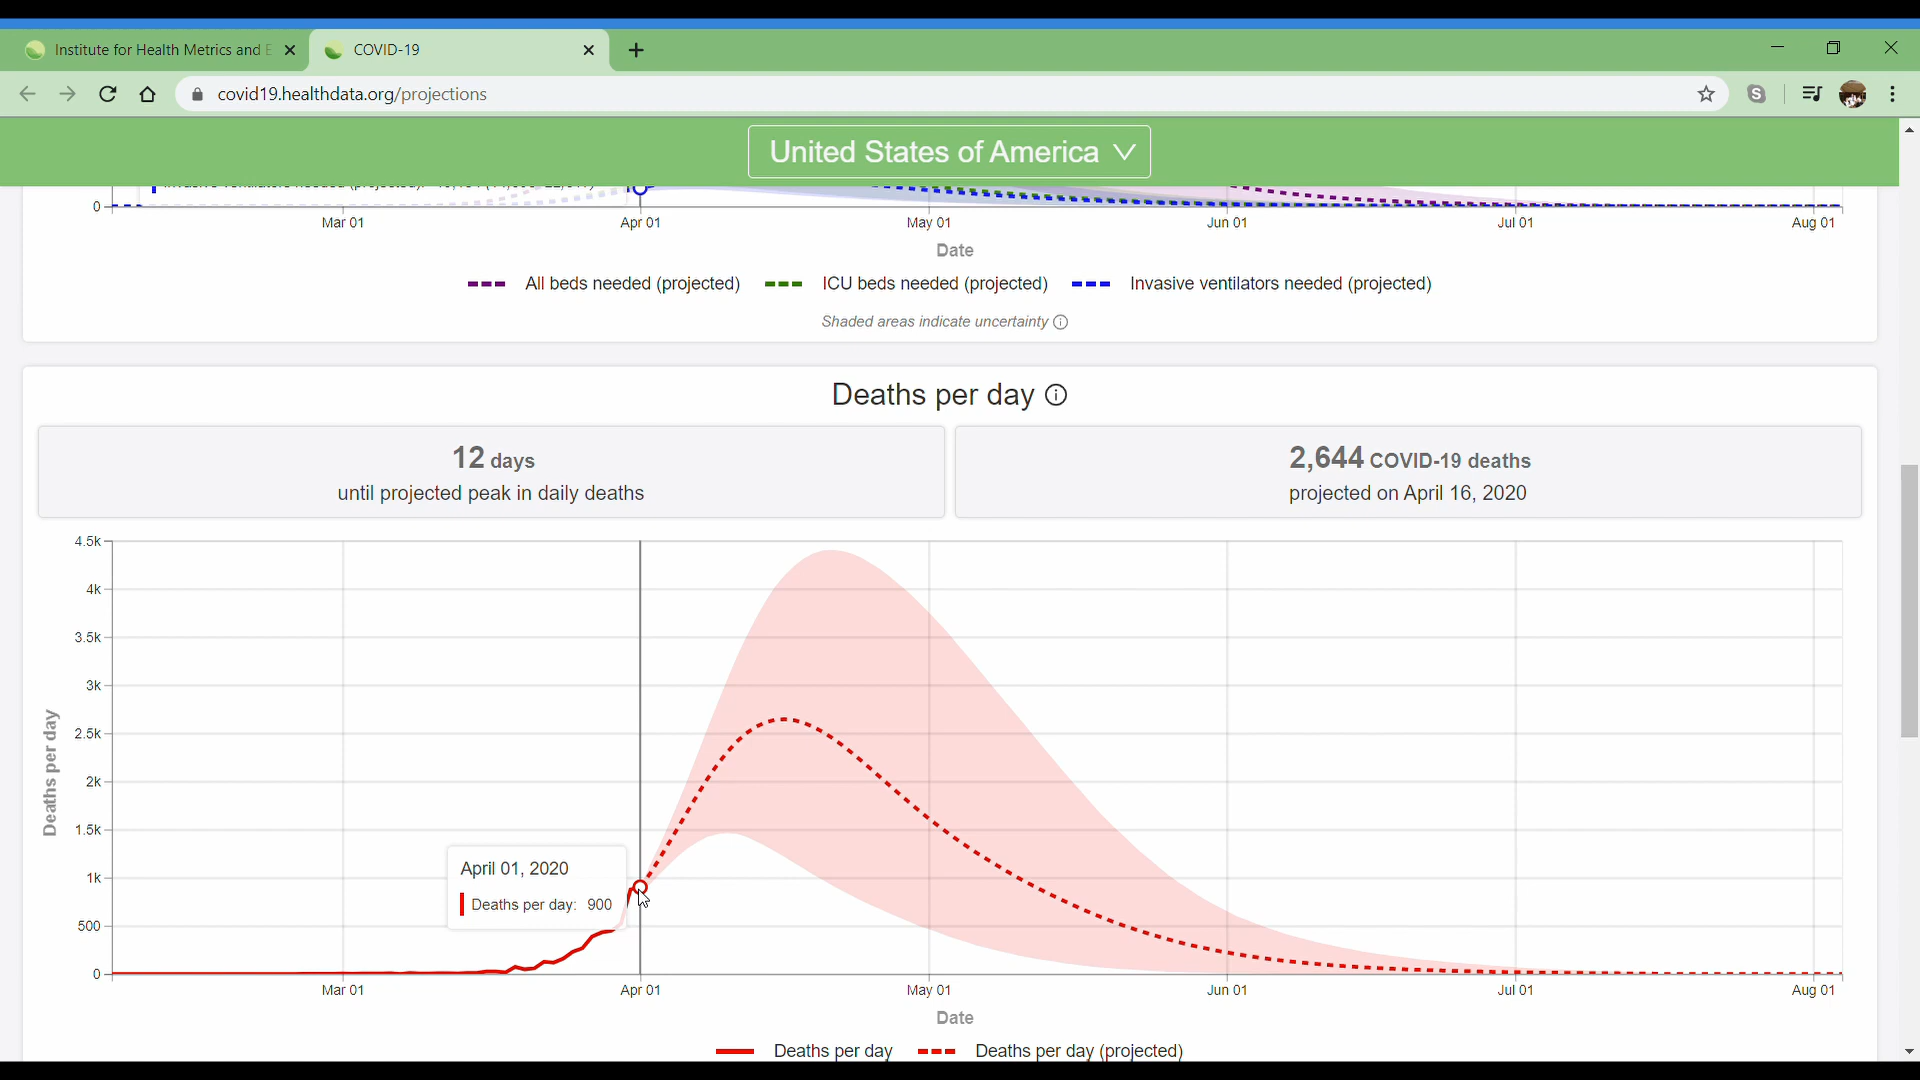 Institute for Health Metrics and E
COVID-19
covid19.healthdata.org/projections
S
United States of America
0
Mar 01
Apr 01
May 01
Jun 01
Jul 01
Aug 01
Date
All beds needed (projected)
ICU beds needed (projected)
Invasive ventilators needed (projected)
Shaded areas indicate uncertainty
Deaths per day
12 days
until projected peak in daily deaths
2,644 COVID-19 deaths
projected on April 16, 2020
4.5k
4k
3.5k
3k
2.5k
2k
1.5k
1k
500
0
Deaths per day
April 01, 2020
Deaths per day: 900
Mar 01
Apr 01
May 01
Jun 01
Jul 01
Aug 01
Date
Deaths per day
Deaths per day (projected)